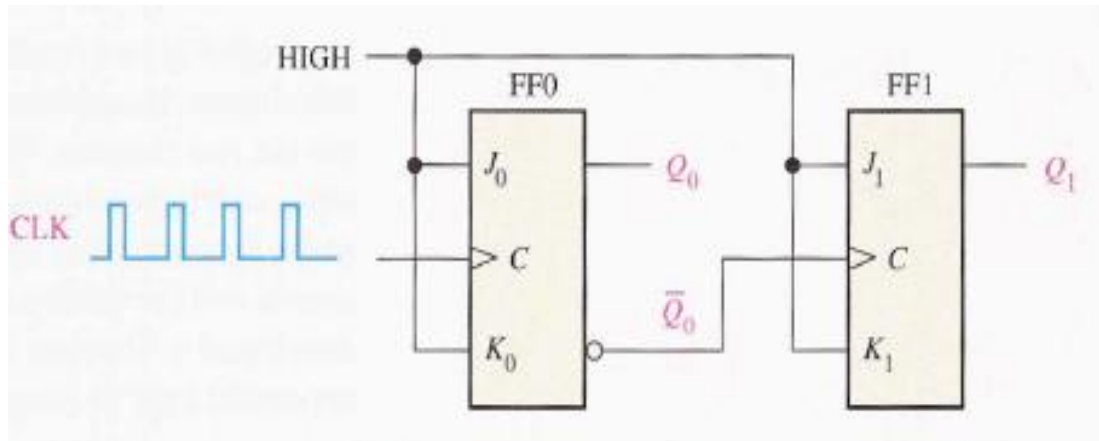 HIGH
FF0 FF1
J₀ Q₀ J₁ Q₁
CLK
C C
Q̅₀
K₀ K₁